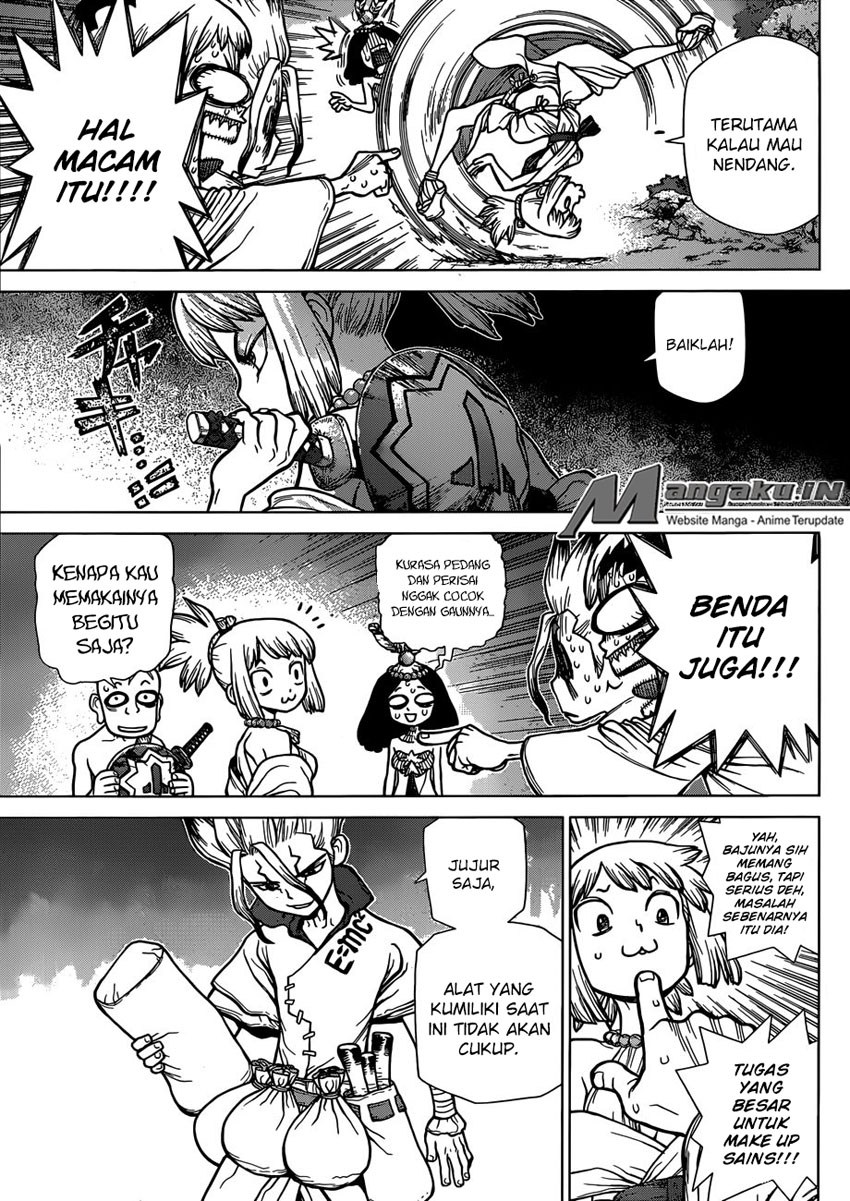 TERUTAMA
KALAU MAU
NENDANG.
HAL
MACAM
ITU!!!!
BAIKLAH!
チャキ…!!
Mangaku.IN
Website Manga - Anime Terupdate
BENDA
ITU
JUGA!!!
KURASA PEDANG
DAN PERISAI
NGGAK COCOK
DENGAN GAUNNYA...
KENAPA KAU
MEMAKAINYA
BEGITU
SAJA?
YAH,
BAJUNYA SIH
MEMANG
BAGUS, TAPI
SERIUS DEH,
MASALAH
SEBENARNYA
ITU DIA!
TUGAS
YANG
BESAR
UNTUK
MAKE UP
SAINS!!!
JUJUR
SAJA,
ALAT YANG
KUMILIKI SAAT
INI TIDAK AKAN
CUKUP.
E=mc²